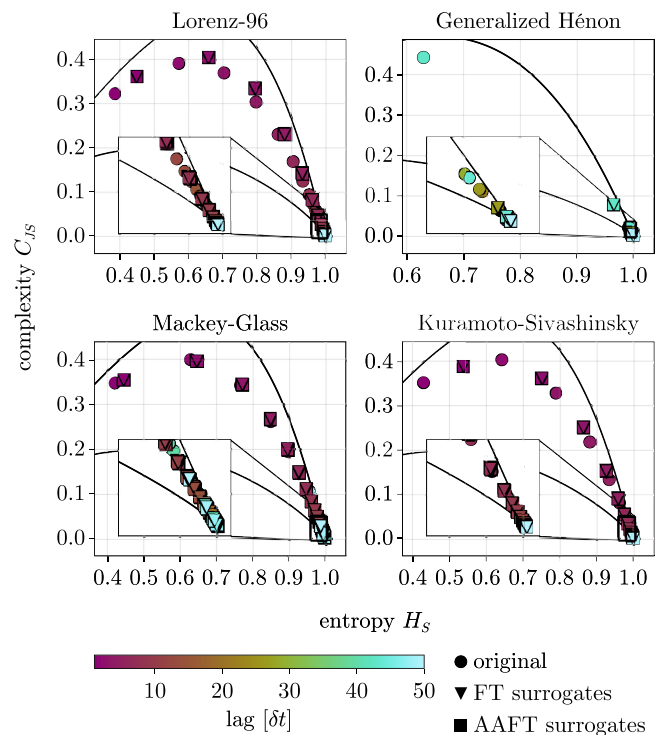 Lorenz-96
Generalized Hénon
0.4
0.3
0.2
0.1
0.0
0.4 0.5 0.6 0.7 0.8 0.9 1.0
0.4
0.3
0.2
0.1
0.0
0.6 0.7 0.8 0.9 1.0
complexity C_JS
Mackey-Glass
Kuramoto-Sivashinsky
0.4
0.3
0.2
0.1
0.0
0.4 0.5 0.6 0.7 0.8 0.9 1.0
0.4
0.3
0.2
0.1
0.0
0.4 0.5 0.6 0.7 0.8 0.9 1.0
entropy H_S
10 20 30 40 50
lag [δt]
original
FT surrogates
AAFT surrogates